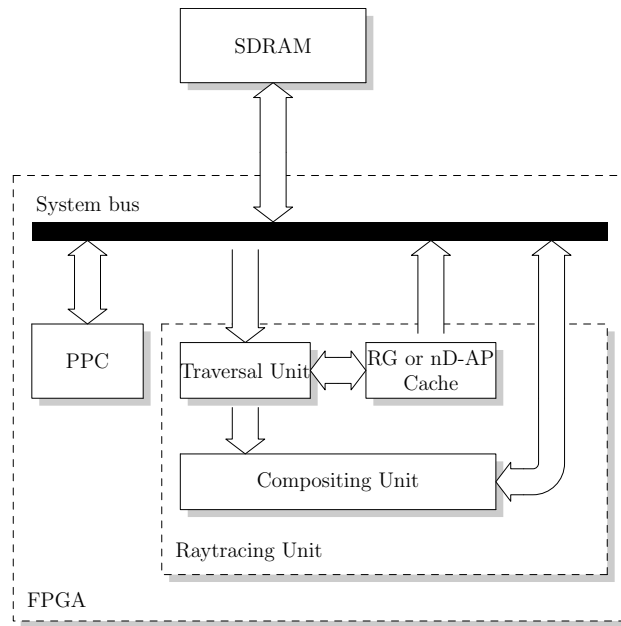 SDRAM
System bus
PPC
Traversal Unit
RG or nD-AP
Cache
Compositing Unit
Raytracing Unit
FPGA